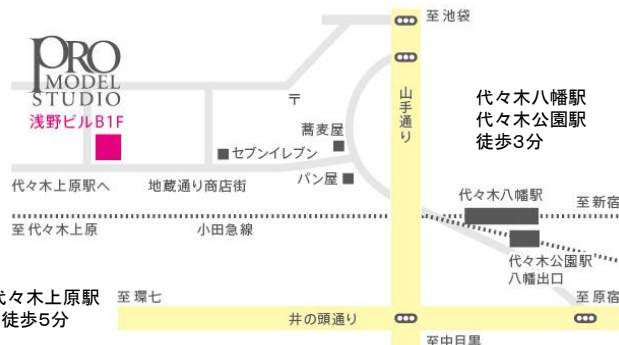 至 池袋
PRO
MODEL
STUDIO
浅野ビルB1F
山手通り
代々木八幡駅
代々木公園駅
徒歩3分
〒
蕎麦屋
セブンイレブン
パン屋
代々木上原駅へ
地蔵通り商店街
代々木八幡駅
至 新宿
至 代々木上原
小田急線
代々木公園駅
八幡出口
代々木上原駅
徒歩5分
至 環七
至 原宿
井の頭通り
至中目黒